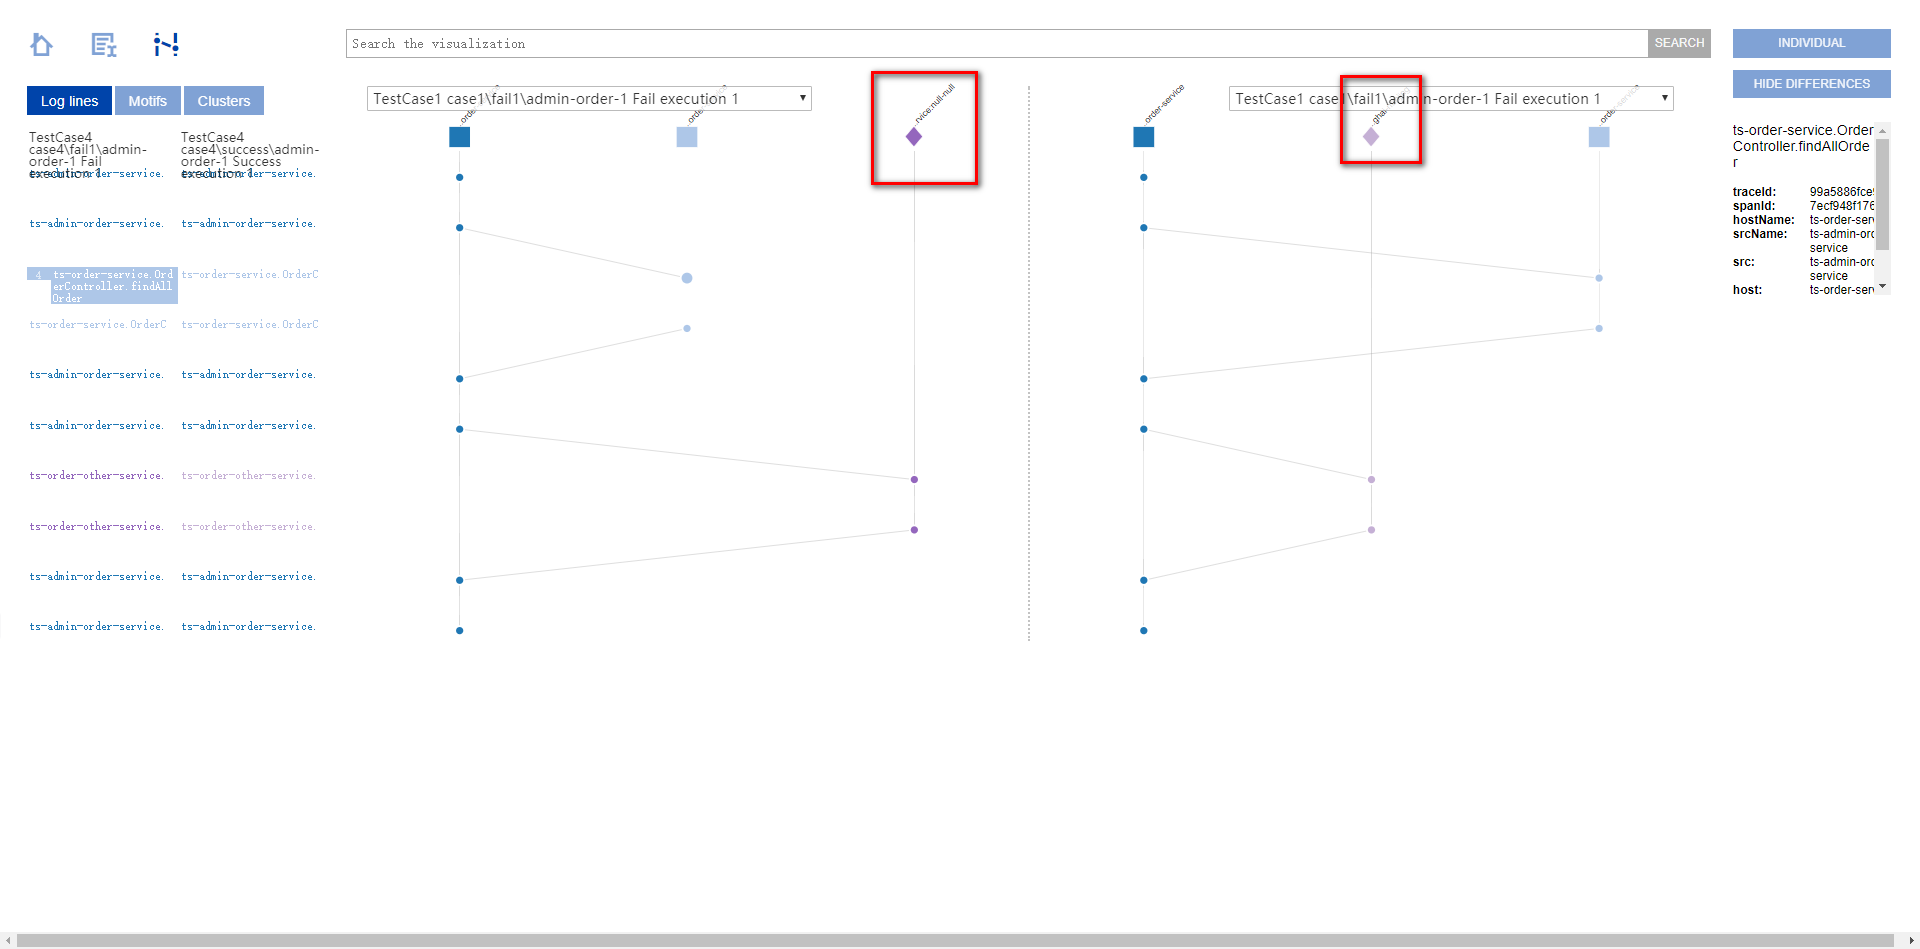 Search the visualization
SEARCH
INDIVIDUAL
HIDE DIFFERENCES
Log lines
Motifs
Clusters
TestCase1 case1\fail1\admin-order-1 Fail execution 1
TestCase1 case1\fail1\admin-order-1 Fail execution 1
..rvice.null-null
..order-service
TestCase4
case4\fail1\admin-
order-1 Fail
execution 1
TestCase4
case4\success\admin-
order-1 Success
execution 1
ts-admin-order-service.
ts-admin-order-service.
ts-admin-order-service.
ts-admin-order-service.
4 ts-order-service.Ord
erController.findAll
Order
ts-order-service.OrderC
ts-order-service.OrderC
ts-order-service.OrderC
ts-admin-order-service.
ts-admin-order-service.
ts-admin-order-service.
ts-admin-order-service.
ts-order-other-service.
ts-order-other-service.
ts-order-other-service.
ts-order-other-service.
ts-admin-order-service.
ts-admin-order-service.
ts-admin-order-service.
ts-admin-order-service.
ts-order-service.Order
Controller.findAllOrde
r
traceId: 99a5886fce
spanId: 7ecf948f176
hostName: ts-order-ser
srcName: ts-admin-ord
service
src: ts-admin-ord
service
host: ts-order-ser